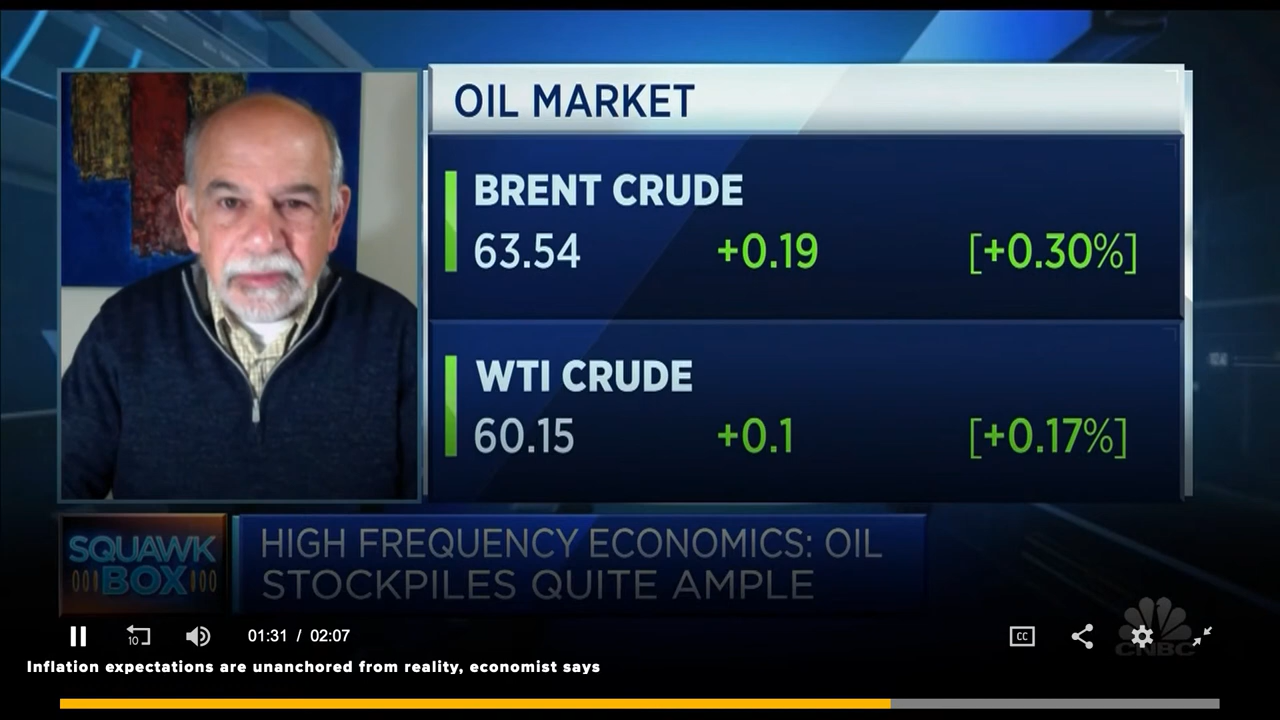 OIL MARKET
BRENT CRUDE
63.54 +0.19 [+0.30%]
WTI CRUDE
60.15 +0.1 [+0.17%]
SQUAWK
BOX
HIGH FREQUENCY ECONOMICS: OIL
STOCKPILES QUITE AMPLE
10
01:31 / 02:07
CC
CNBC
Inflation expectations are unanchored from reality, economist says